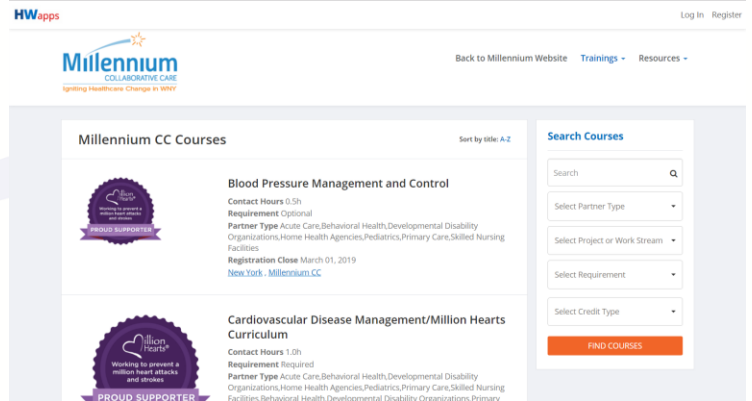 HWapps
Log In Register
Millennium
COLLABORATIVE CARE
Igniting Healthcare Change in WNY
Back to Millennium Website Trainings Resources
Millennium CC Courses
Sort by title: A-Z
Million Hearts®
Working to prevent a
million heart attacks
and strokes
PROUD SUPPORTER
Blood Pressure Management and Control
Contact Hours 0.5h
Requirement Optional
Partner Type Acute Care,Behavioral Health,Developmental Disability
Organizations,Home Health Agencies,Pediatrics,Primary Care,Skilled Nursing
Facilities
Registration Close March 01, 2019
New York , Millennium CC
Million
Hearts®
Working to prevent a
million heart attacks
and strokes
PROUD SUPPORTER
Cardiovascular Disease Management/Million Hearts
Curriculum
Contact Hours 1.0h
Requirement Required
Partner Type Acute Care,Behavioral Health,Developmental Disability
Organizations,Home Health Agencies,Pediatrics,Primary Care,Skilled Nursing
Facilities,Behavioral Health,Developmental Disability Organizations,Primary
Search Courses
Search
Select Partner Type
Select Project or Work Stream
Select Requirement
Select Credit Type
FIND COURSES